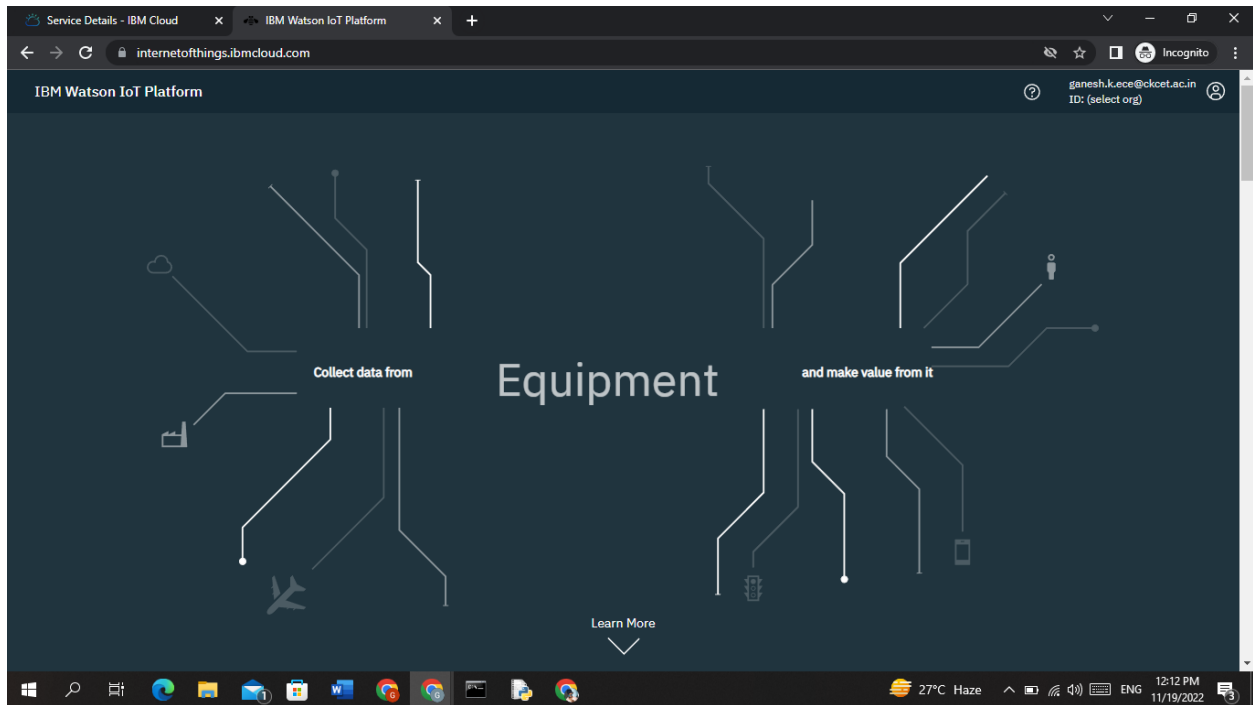 Service Details - IBM Cloud
IBM Watson IoT Platform
internetofthings.ibmcloud.com
Incognito
IBM Watson IoT Platform
ganesh.k.ece@ckcet.ac.in
ID: (select org)
Collect data from
Equipment
and make value from it
Learn More
27°C Haze
ENG
12:12 PM
11/19/2022
1
3